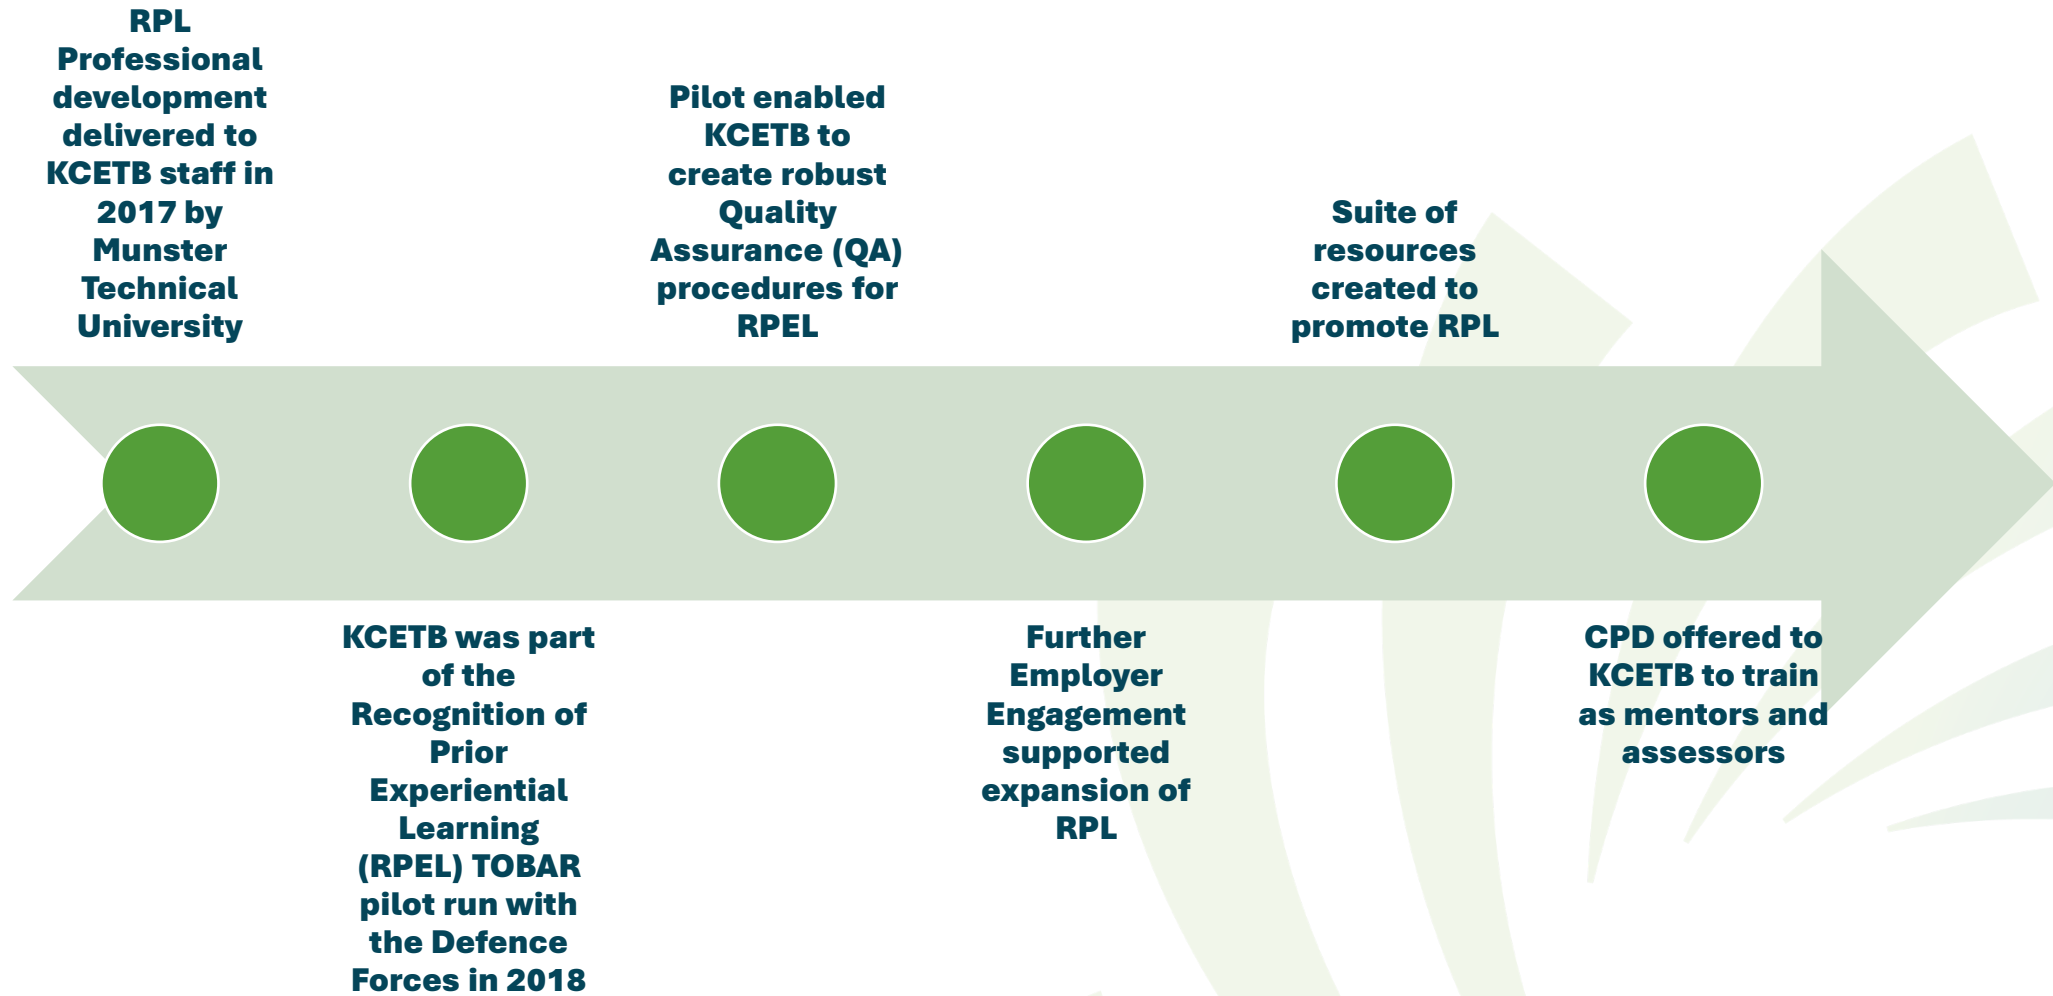 RPL
Professional
development
delivered to
KCETB staff in
2017 by
Munster
Technical
University
KCETB was part
of the
Recognition of
Prior
Experiential
Learning
(RPEL) TOBAR
pilot run with
the Defence
Forces in 2018
Pilot enabled
KCETB to
create robust
Quality
Assurance (QA)
procedures for
RPEL
Further
Employer
Engagement
supported
expansion of
RPL
Suite of
resources
created to
promote RPL
CPD offered to
KCETB to train
as mentors and
assessors